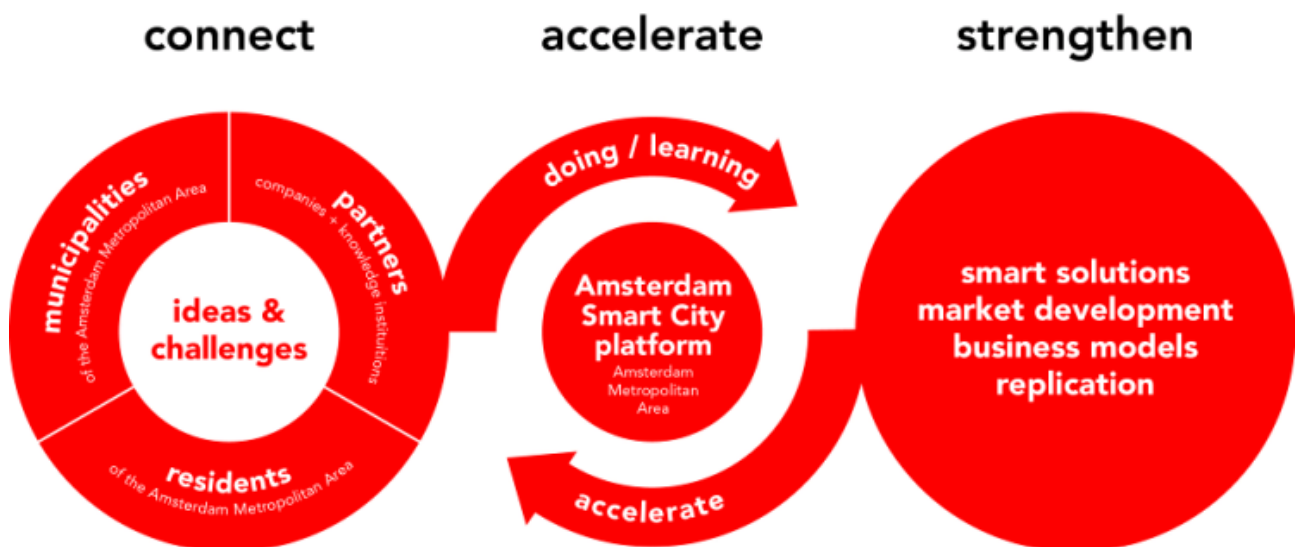 connect
accelerate
strengthen
municipalities
of the Amsterdam Metropolitan Area
partners
companies + knowledge instituitions
residents
of the Amsterdam Metropolitan Area
ideas &
challenges
doing / learning
Amsterdam
Smart City
platform
Amsterdam
Metropolitan
Area
accelerate
smart solutions
market development
business models
replication